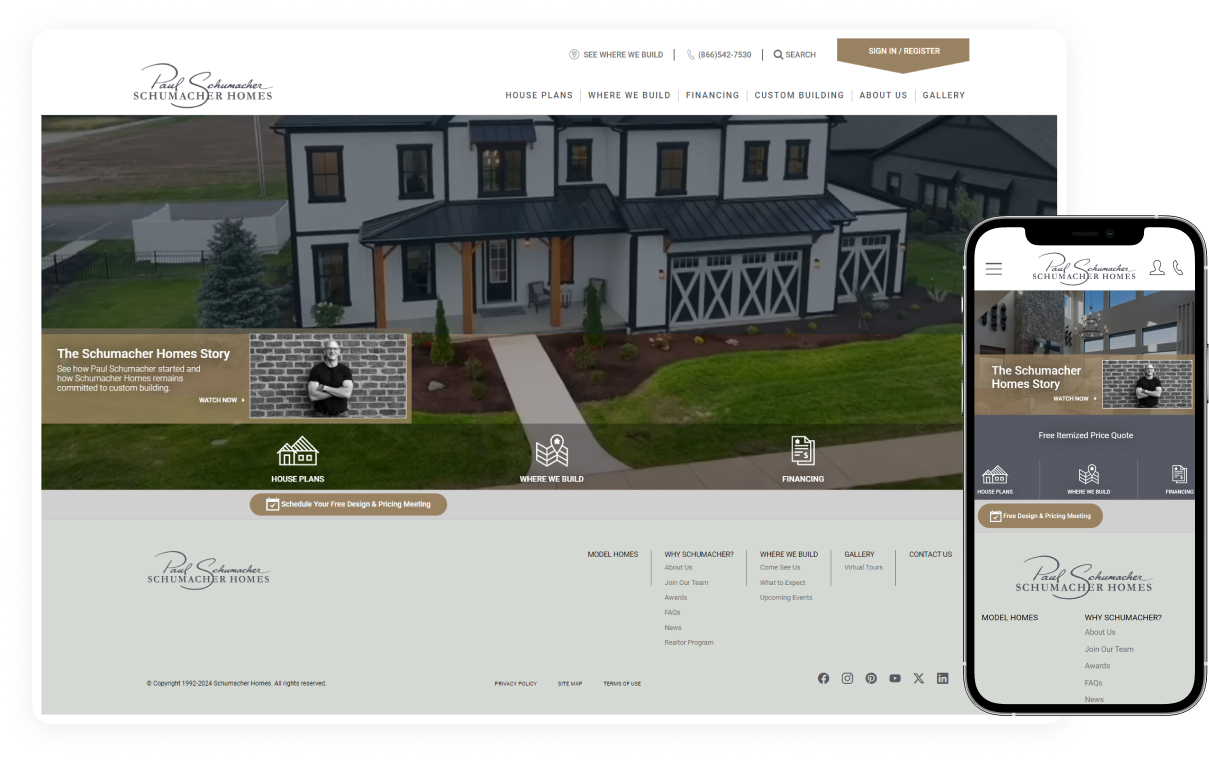 SEE WHERE WE BUILD
(866)542-7530
SEARCH
SIGN IN / REGISTER
Paul Schumacher
SCHUMACHER HOMES
HOUSE PLANS
WHERE WE BUILD
FINANCING
CUSTOM BUILDING
ABOUT US
GALLERY
The Schumacher Homes Story
See how Paul Schumacher started and
how Schumacher Homes remains
committed to custom building.
WATCH NOW
HOUSE PLANS
WHERE WE BUILD
FINANCING
Schedule Your Free Design & Pricing Meeting
Paul Schumacher
SCHUMACHER HOMES
MODEL HOMES
WHY SCHUMACHER?
About Us
Join Our Team
Awards
FAQs
News
Realtor Program
WHERE WE BUILD
Come See Us
What to Expect
Upcoming Events
GALLERY
Virtual Tours
CONTACT US
© Copyright 1992-2024 Schumacher Homes. All rights reserved.
PRIVACY POLICY
SITE MAP
TERMS OF USE
Paul Schumacher
SCHUMACHER HOMES
The Schumacher
Homes Story
WATCH NOW
Free Itemized Price Quote
HOUSE PLANS
WHERE WE BUILD
FINANCING
Free Design & Pricing Meeting
Paul Schumacher
SCHUMACHER HOMES
MODEL HOMES
WHY SCHUMACHER?
About Us
Join Our Team
Awards
FAQs
News